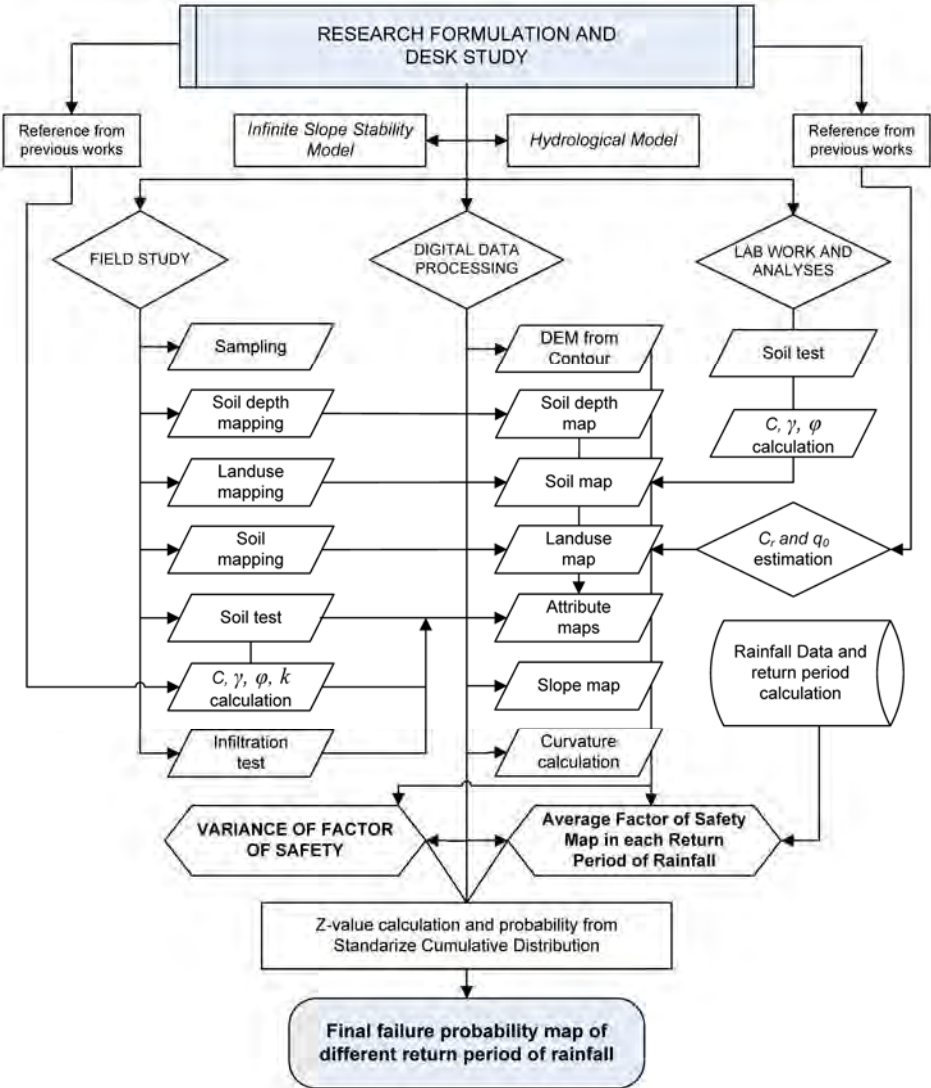 RESEARCH FORMULATION AND
DESK STUDY
Reference from
previous works
Infinite Slope Stability
Model
Hydrological Model
Reference from
previous works
FIELD STUDY
DIGITAL DATA
PROCESSING
LAB WORK AND
ANALYSES
Sampling
DEM from
Contour
Soil test
Soil depth
mapping
Soil depth
map
C, γ, φ
calculation
Landuse
mapping
Soil map
Soil
mapping
Landuse
map
Cr and q0
estimation
Soil test
Attribute
maps
Rainfall Data and
return period
calculation
C, γ, φ, k
calculation
Slope map
Infiltration
test
Curvature
calculation
VARIANCE OF FACTOR
OF SAFETY
Average Factor of Safety
Map in each Return
Period of Rainfall
Z-value calculation and probability from
Standarize Cumulative Distribution
Final failure probability map of
different return period of rainfall